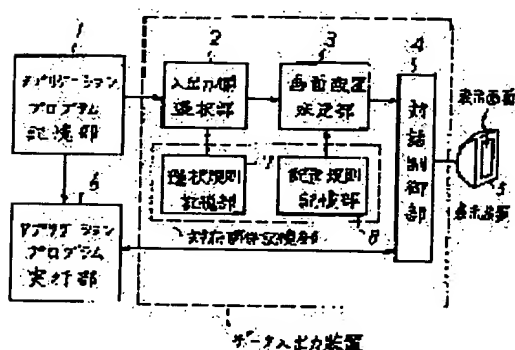 1
アプリケーション
プログラム
記憶部
2
入出力部
選択部
3
画面配置
決定部
4
対話制御部
表示画面
5
表示装置
選択規則
記憶部
7
配置規則
記憶部
8
6
アプリケーション
プログラム
実行部
データ入出力装置